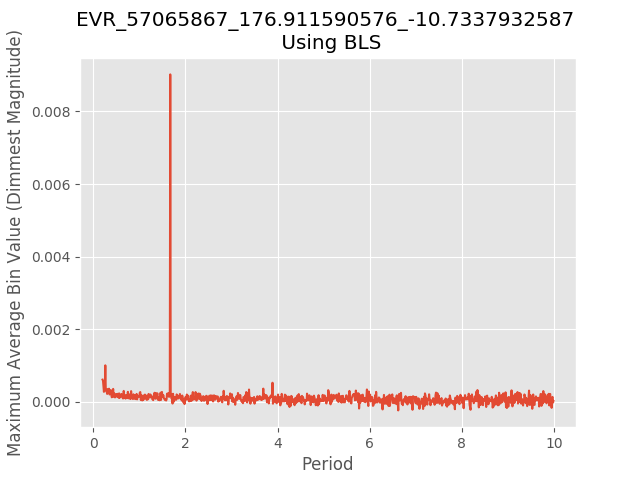 EVR_57065867_176.911590576_-10.7337932587
Using BLS
Maximum Average Bin Value (Dimmest Magnitude)
0.008
0.006
0.004
0.002
0.000
0 2 4 6 8 10
Period